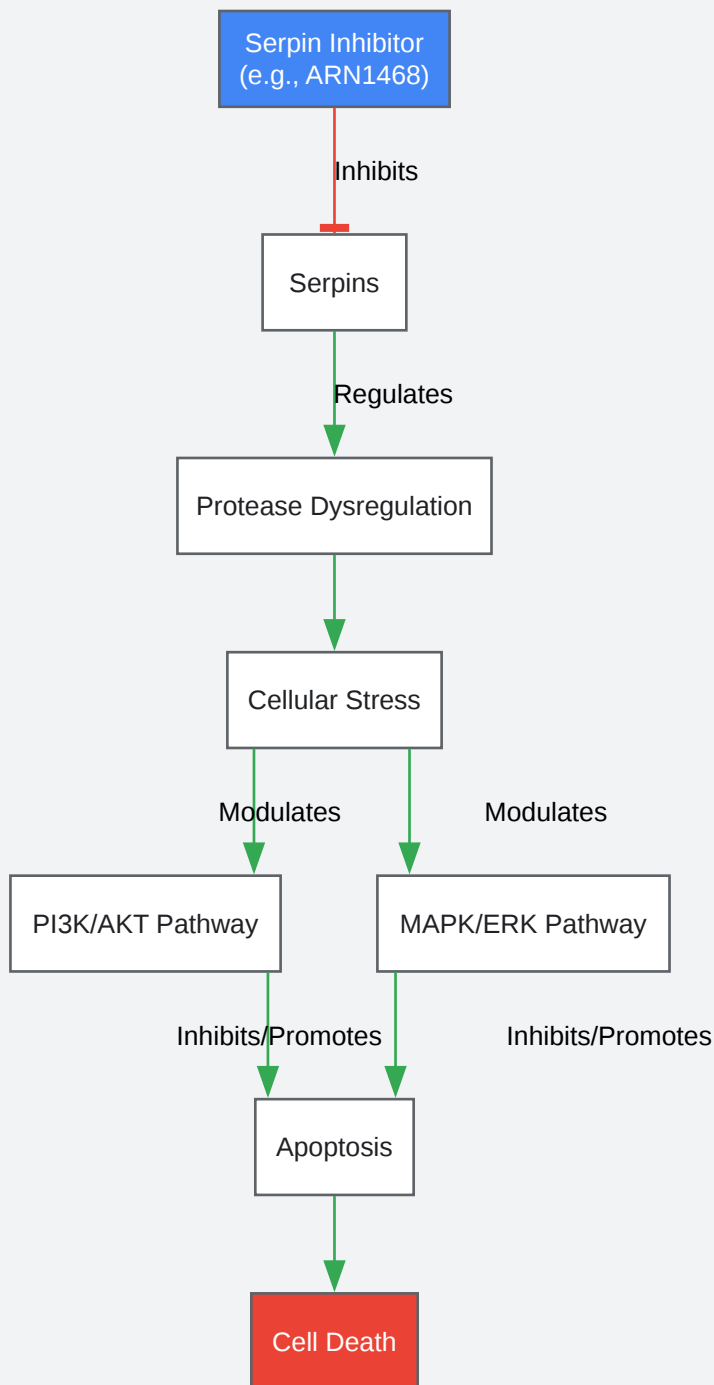 Serpin Inhibitor
(e.g., ARN1468)
Inhibits
Serpins
Regulates
Protease Dysregulation
Cellular Stress
Modulates
Modulates
PI3K/AKT Pathway
MAPK/ERK Pathway
Inhibits/Promotes
Inhibits/Promotes
Apoptosis
Cell Death